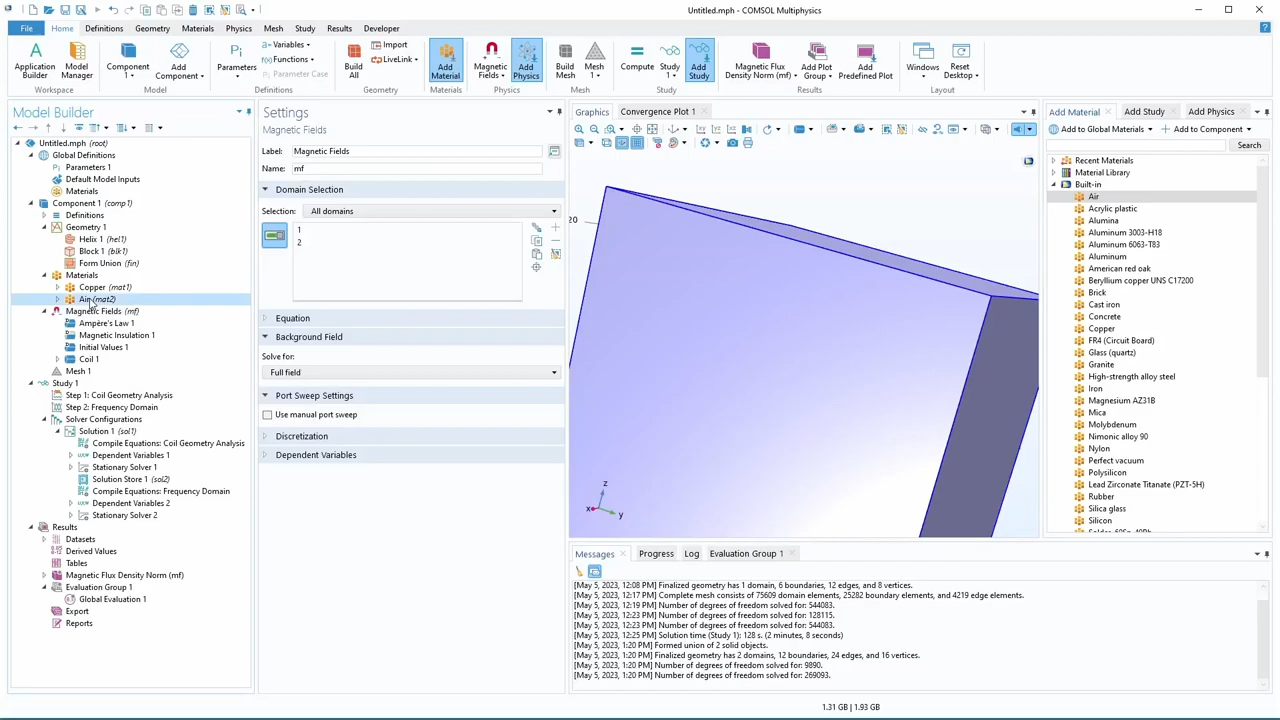 Untitled.mph - COMSOL Multiphysics
File Home Definitions Geometry Materials Physics Mesh Study Results Developer
Application Builder
Model Manager
Workspace
Component 1
Add Component
Model
Parameters
Variables
Functions
Parameter Case
Definitions
Build All
Import
LiveLink
Geometry
Add Material
Materials
Magnetic Fields
Add Physics
Physics
Build Mesh
Mesh 1
Mesh
Compute
Study 1
Add Study
Study
Magnetic Flux Density Norm (mf)
Add Plot Group
Add Predefined Plot
Results
Windows
Reset Desktop
Layout
Model Builder
Untitled.mph (root)
Global Definitions
Parameters 1
Default Model Inputs
Materials
Component 1 (comp1)
Definitions
Geometry 1
Helix 1 (hel1)
Block 1 (blk1)
Form Union (fin)
Materials
Copper (mat1)
Air (mat2)
Magnetic Fields (mf)
Ampère's Law 1
Magnetic Insulation 1
Initial Values 1
Coil 1
Mesh 1
Study 1
Step 1: Coil Geometry Analysis
Step 2: Frequency Domain
Solver Configurations
Solution 1 (sol1)
Compile Equations: Coil Geometry Analysis
Dependent Variables 1
Stationary Solver 1
Solution Store 1 (sol2)
Compile Equations: Frequency Domain
Dependent Variables 2
Stationary Solver 2
Results
Datasets
Derived Values
Tables
Magnetic Flux Density Norm (mf)
Evaluation Group 1
Global Evaluation 1
Export
Reports
Settings
Magnetic Fields
Label: Magnetic Fields
Name: mf
Domain Selection
Selection: All domains
1
2
Equation
Background Field
Solve for:
Full field
Port Sweep Settings
Use manual port sweep
Discretization
Dependent Variables
Graphics Convergence Plot 1
20
z
x
y
Messages Progress Log Evaluation Group 1
[May 5, 2023, 12:08 PM] Finalized geometry has 1 domain, 6 boundaries, 12 edges, and 8 vertices.
[May 5, 2023, 12:17 PM] Complete mesh consists of 75609 domain elements, 25282 boundary elements, and 4219 edge elements.
[May 5, 2023, 12:19 PM] Number of degrees of freedom solved for: 544083.
[May 5, 2023, 12:23 PM] Number of degrees of freedom solved for: 128115.
[May 5, 2023, 12:23 PM] Number of degrees of freedom solved for: 544083.
[May 5, 2023, 12:25 PM] Solution time (Study 1): 128 s. (2 minutes, 8 seconds)
[May 5, 2023, 1:20 PM] Formed union of 2 solid objects.
[May 5, 2023, 1:20 PM] Finalized geometry has 2 domains, 12 boundaries, 24 edges, and 16 vertices.
[May 5, 2023, 1:20 PM] Number of degrees of freedom solved for: 9890.
[May 5, 2023, 1:20 PM] Number of degrees of freedom solved for: 269093.
Add Material Add Study Add Physics
Add to Global Materials Add to Component
Search
Recent Materials
Material Library
Built-in
Air
Acrylic plastic
Alumina
Aluminum 3003-H18
Aluminum 6063-T83
Aluminum
American red oak
Beryllium copper UNS C17200
Brick
Cast iron
Concrete
Copper
FR4 (Circuit Board)
Glass (quartz)
Granite
High-strength alloy steel
Iron
Magnesium AZ31B
Mica
Molybdenum
Nimonic alloy 90
Nylon
Perfect vacuum
Polysilicon
Lead Zirconate Titanate (PZT-5H)
Rubber
Silica glass
Silicon
1.31 GB | 1.93 GB